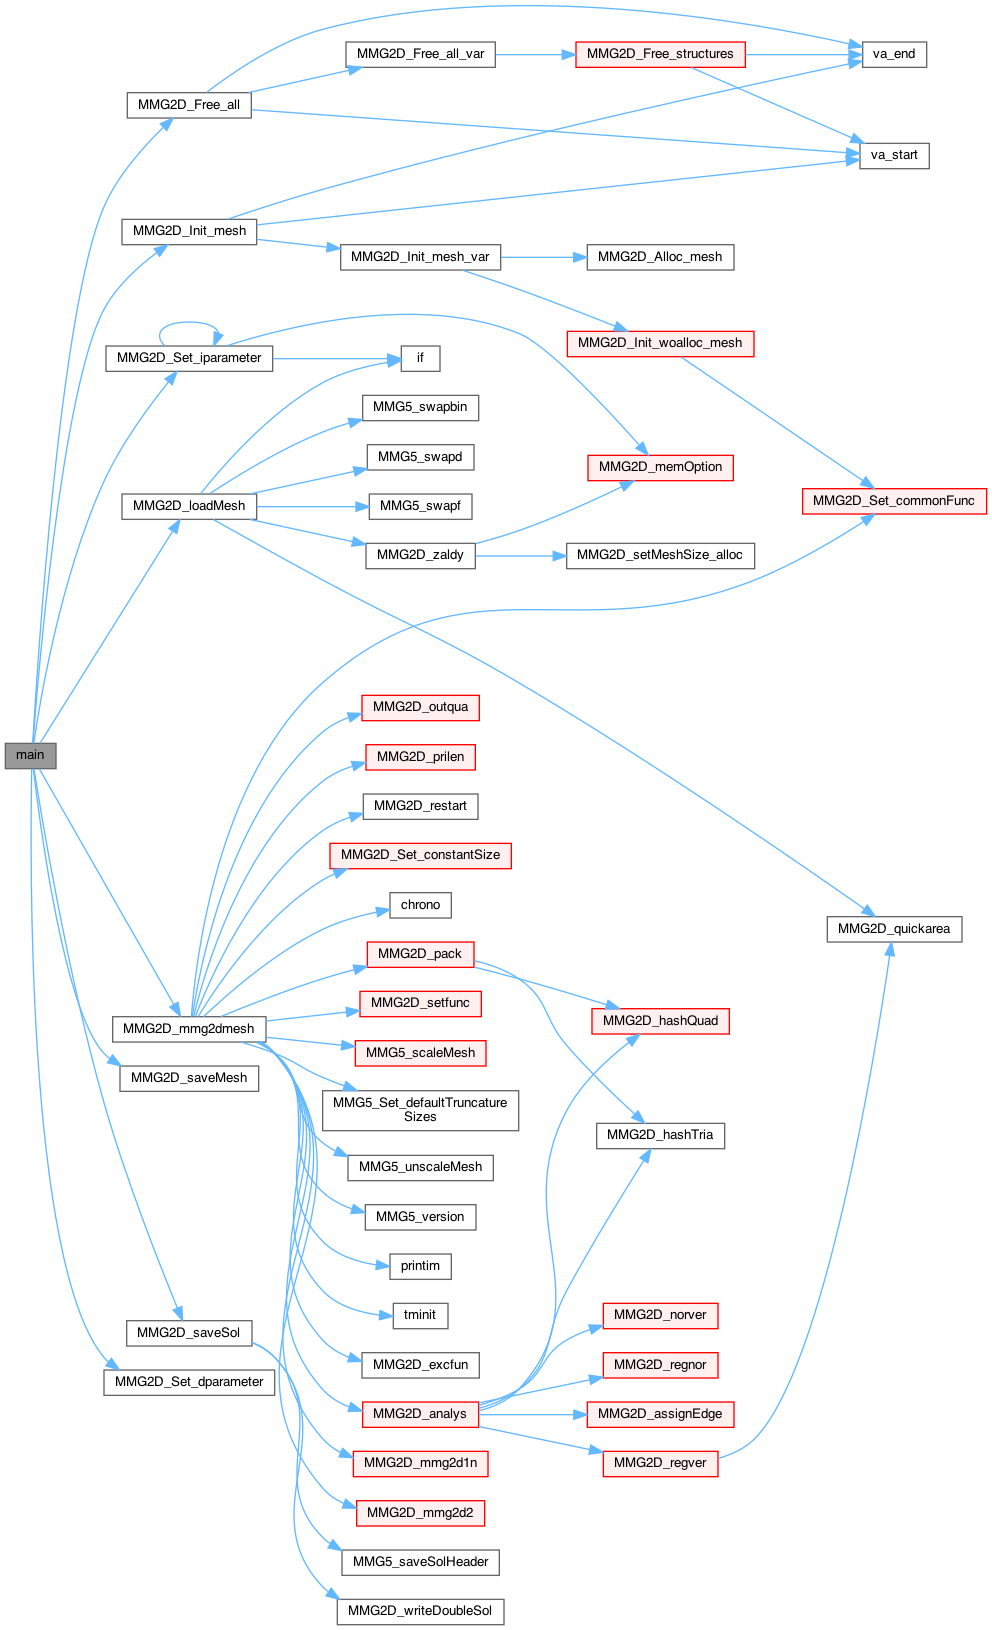 MMG2D_Free_all_var
MMG2D_Free_structures
va_end
MMG2D_Free_all
va_start
MMG2D_Init_mesh
MMG2D_Init_mesh_var
MMG2D_Alloc_mesh
MMG2D_Init_woalloc_mesh
MMG2D_Set_iparameter
if
MMG5_swapbin
MMG5_swapd
MMG2D_memOption
MMG2D_loadMesh
MMG5_swapf
MMG2D_Set_commonFunc
MMG2D_zaldy
MMG2D_setMeshSize_alloc
MMG2D_outqua
main
MMG2D_prilen
MMG2D_restart
MMG2D_Set_constantSize
chrono
MMG2D_quickarea
MMG2D_pack
MMG2D_setfunc
MMG2D_hashQuad
MMG2D_mmg2dmesh
MMG5_scaleMesh
MMG2D_saveMesh
MMG5_Set_defaultTruncature
Sizes
MMG2D_hashTria
MMG5_unscaleMesh
MMG5_version
printim
tminit
MMG2D_norver
MMG2D_saveSol
MMG2D_excfun
MMG2D_regnor
MMG2D_Set_dparameter
MMG2D_analys
MMG2D_assignEdge
MMG2D_mmg2d1n
MMG2D_regver
MMG2D_mmg2d2
MMG5_saveSolHeader
MMG2D_writeDoubleSol